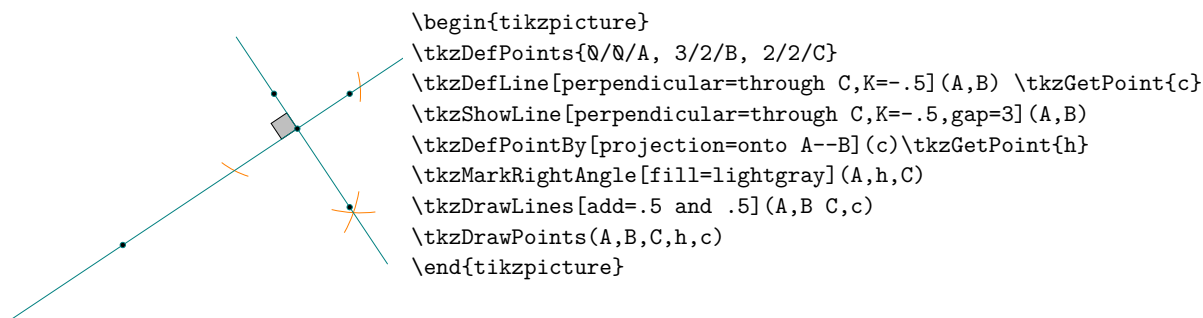 \begin{tikzpicture}
\tkzDefPoints{0/0/A, 3/2/B, 2/2/C}
\tkzDefLine[perpendicular=through C,K=-.5](A,B) \tkzGetPoint{c}
\tkzShowLine[perpendicular=through C,K=-.5,gap=3](A,B)
\tkzDefPointBy[projection=onto A--B](c)\tkzGetPoint{h}
\tkzMarkRightAngle[fill=lightgray](A,h,C)
\tkzDrawLines[add=.5 and .5](A,B C,c)
\tkzDrawPoints(A,B,C,h,c)
\end{tikzpicture}